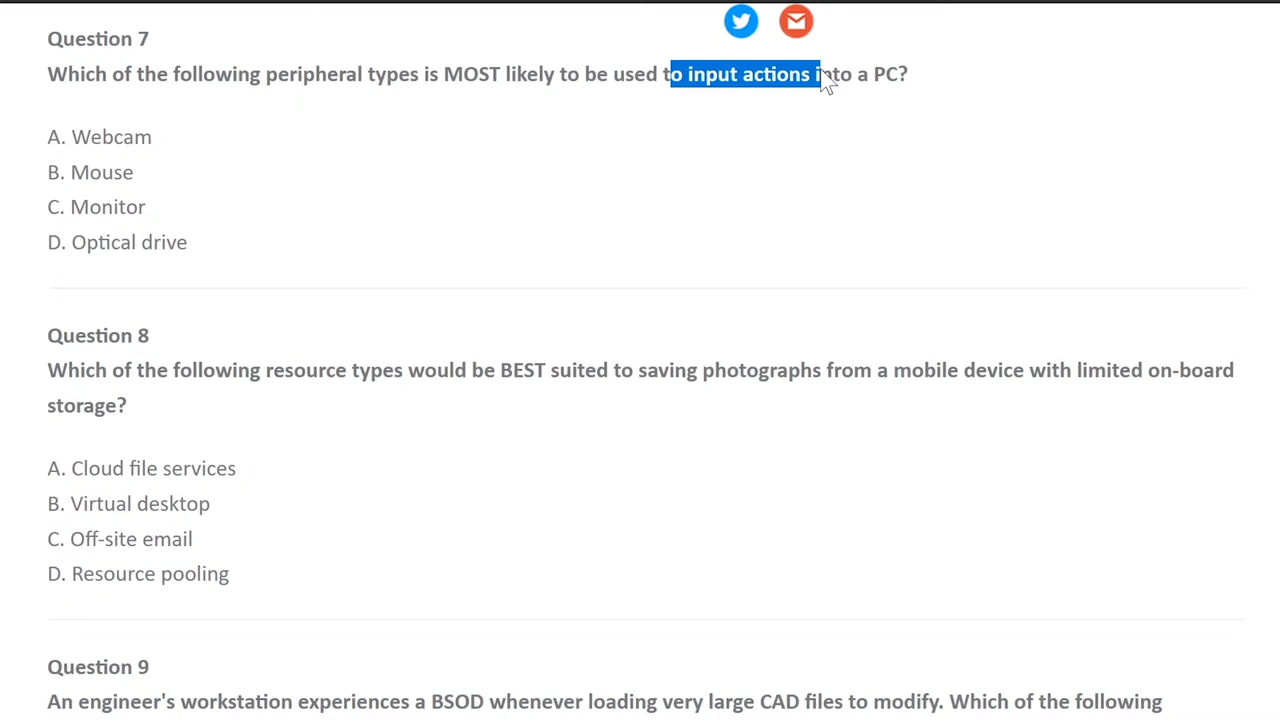 Question 7
Which of the following peripheral types is MOST likely to be used to input actions into a PC?
A. Webcam
B. Mouse
C. Monitor
D. Optical drive
Question 8
Which of the following resource types would be BEST suited to saving photographs from a mobile device with limited on-board
storage?
A. Cloud file services
B. Virtual desktop
C. Off-site email
D. Resource pooling
Question 9
An engineer's workstation experiences a BSOD whenever loading very large CAD files to modify. Which of the following